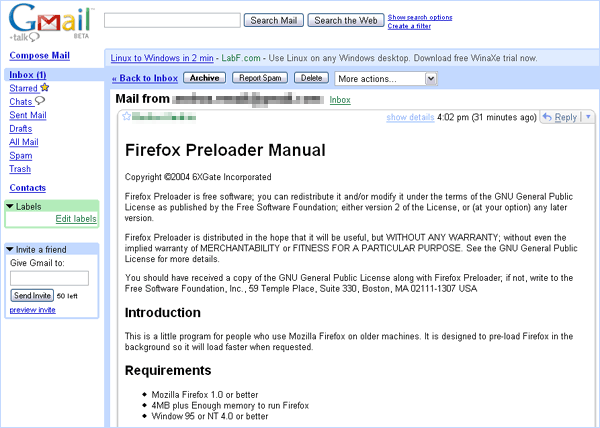 Gmail
+talk BETA
Search Mail Search the Web Show search options
Create a filter
Compose Mail
Inbox (1)
Starred
Chats
Sent Mail
Drafts
All Mail
Spam
Trash
Contacts
Labels
Edit labels
Invite a friend
Give Gmail to:
Send Invite 50 left
preview invite
Linux to Windows in 2 min - LabF.com - Use Linux on any Windows desktop. Download free WinaXe trial now.
« Back to Inbox Archive Report Spam Delete More actions...
Mail from Inbox
show details 4:02 pm (31 minutes ago) Reply
Firefox Preloader Manual
Copyright ©2004 6XGate Incorporated
Firefox Preloader is free software; you can redistribute it and/or modify it under the terms of the GNU General Public
License as published by the Free Software Foundation; either version 2 of the License, or (at your option) any later
version.
Firefox Preloader is distributed in the hope that it will be useful, but WITHOUT ANY WARRANTY; without even the
implied warranty of MERCHANTABILITY or FITNESS FOR A PARTICULAR PURPOSE. See the GNU General Public
License for more details.
You should have received a copy of the GNU General Public License along with Firefox Preloader; if not, write to the
Free Software Foundation, Inc., 59 Temple Place, Suite 330, Boston, MA 02111-1307 USA
Introduction
This is a little program for people who use Mozilla Firefox on older machines. It is designed to pre-load Firefox in the
background so it will load faster when requested.
Requirements
Mozilla Firefox 1.0 or better
4MB plus Enough memory to run Firefox
Window 95 or NT 4.0 or better